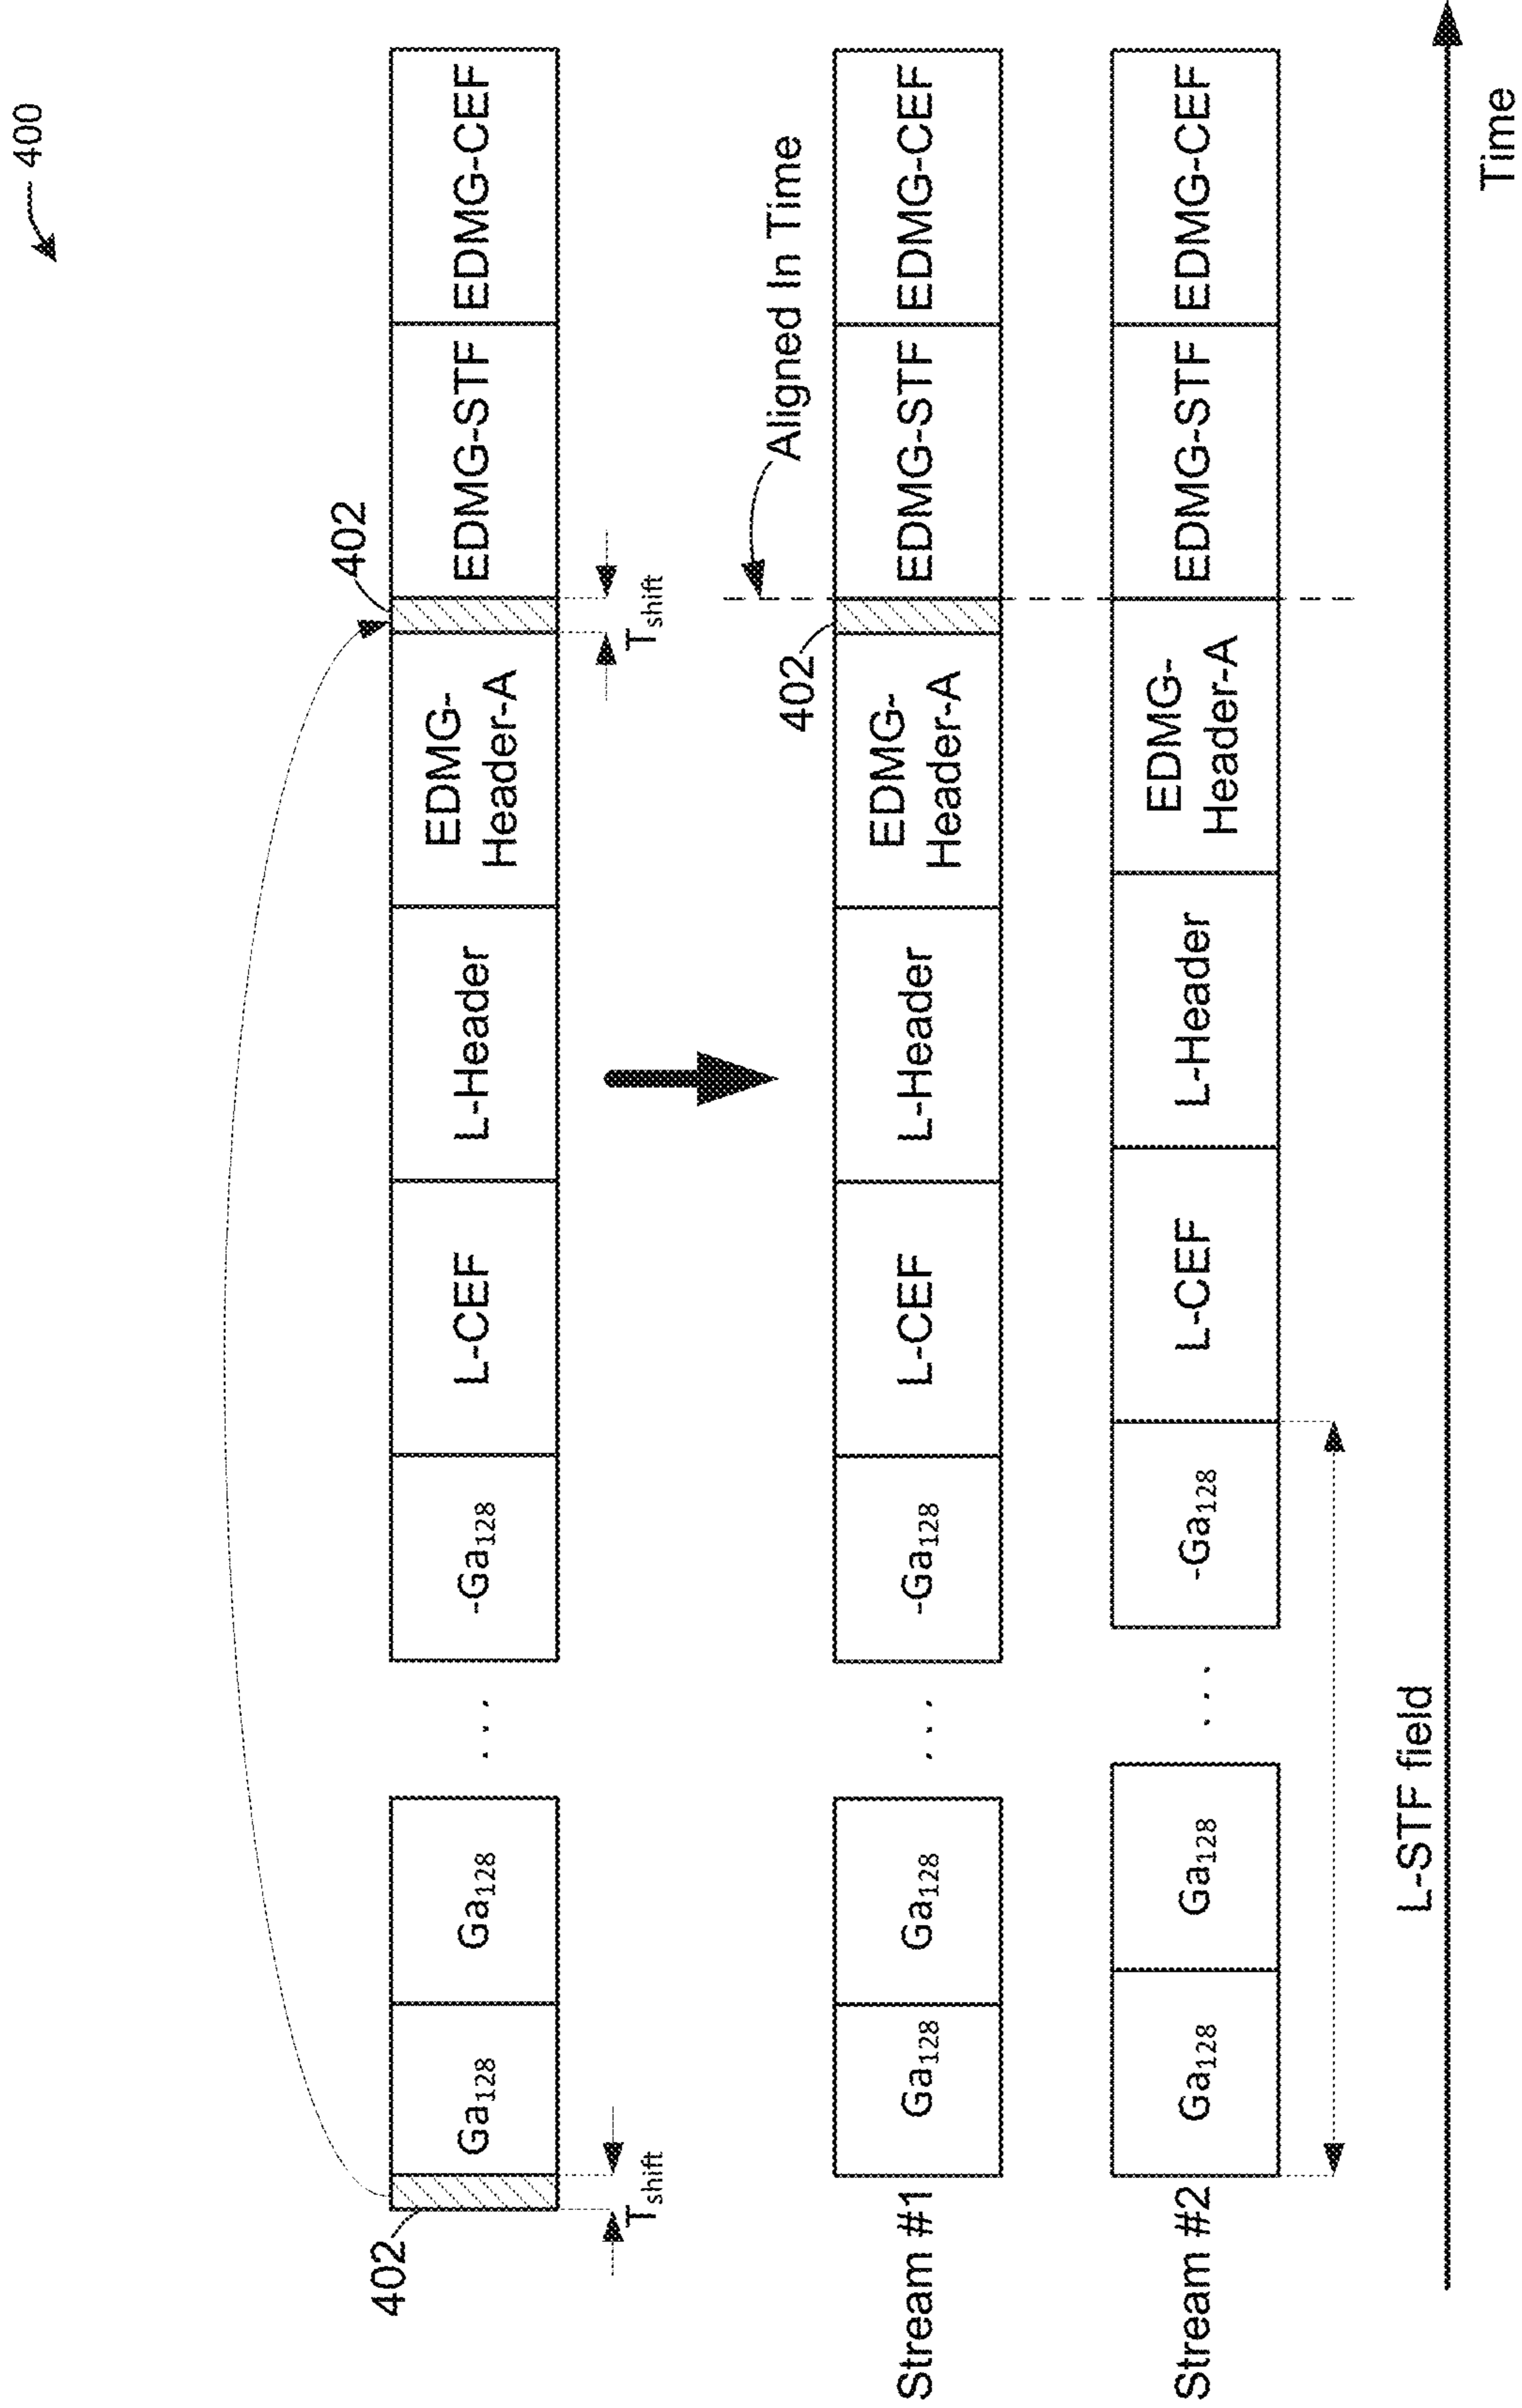 400
402
402
Ga128
Ga128
. . .
-Ga128
L-CEF
L-Header
EDMG-
Header-A
EDMG-STF
EDMG-CEF
Tshift
Tshift
Aligned In Time
402
Stream #1
Ga128
Ga128
. . .
-Ga128
L-CEF
L-Header
EDMG-
Header-A
EDMG-STF
EDMG-CEF
Stream #2
Ga128
Ga128
. . .
-Ga128
L-CEF
L-Header
EDMG-
Header-A
EDMG-STF
EDMG-CEF
L-STF field
Time